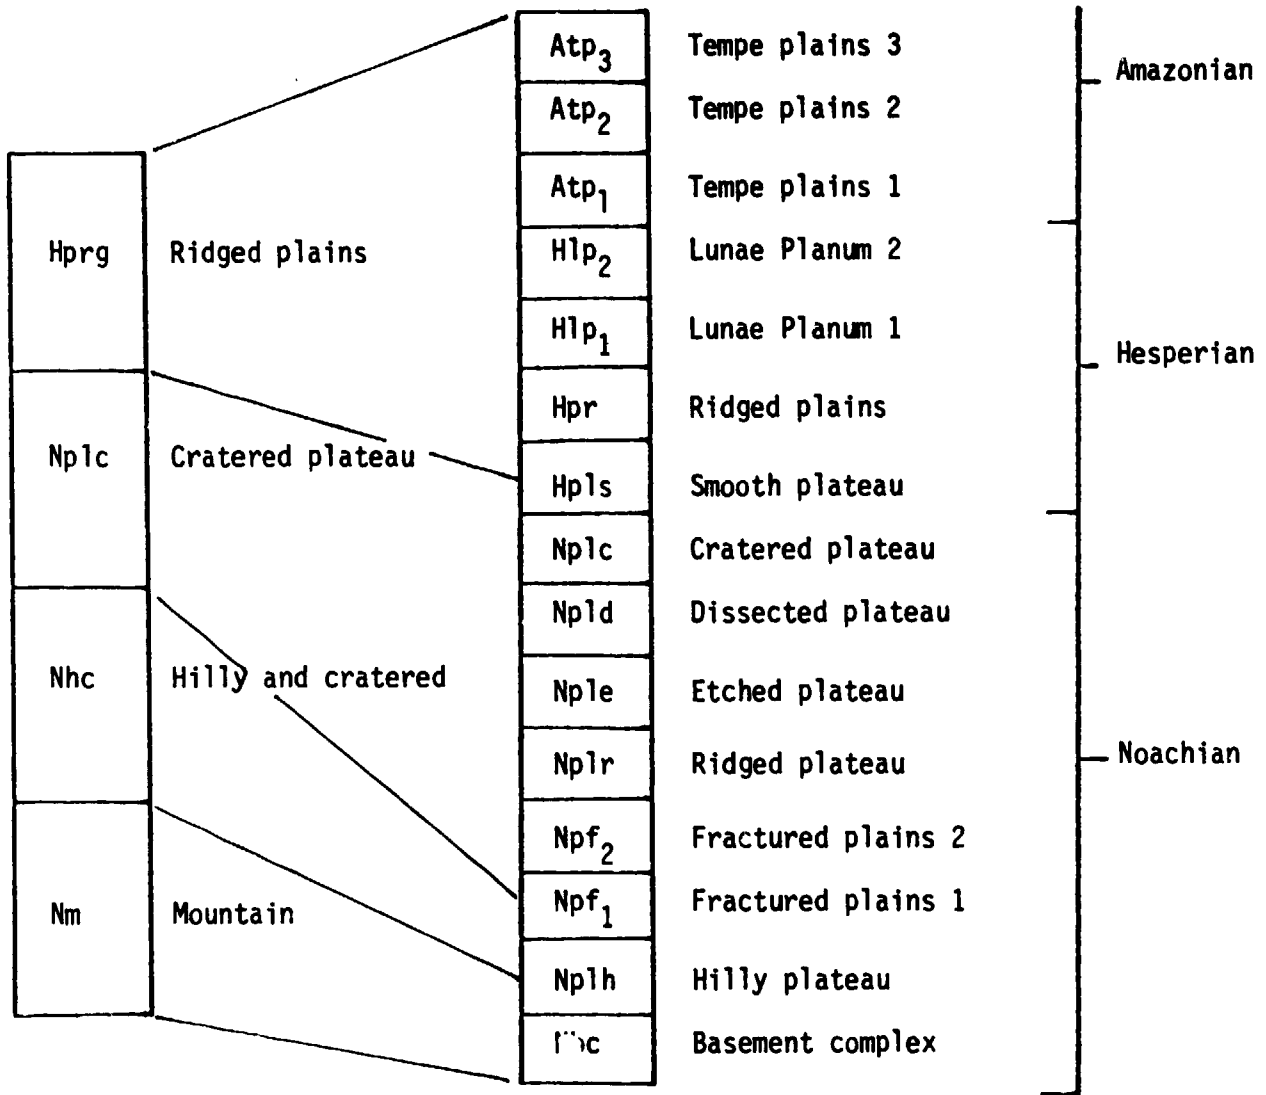 Atp3 Tempe plains 3
Amazonian
Atp2 Tempe plains 2
Atp1 Tempe plains 1
Hprg Ridged plains
Hlp2 Lunae Planum 2
Hlp1 Lunae Planum 1
Hesperian
Hpr Ridged plains
Nplc Cratered plateau
Hpls Smooth plateau
Nplc Cratered plateau
Npld Dissected plateau
Nhc Hilly and cratered
Nple Etched plateau
Nplr Ridged plateau
Noachian
Npf2 Fractured plains 2
Nm Mountain
Npf1 Fractured plains 1
Nplh Hilly plateau
Basement complex